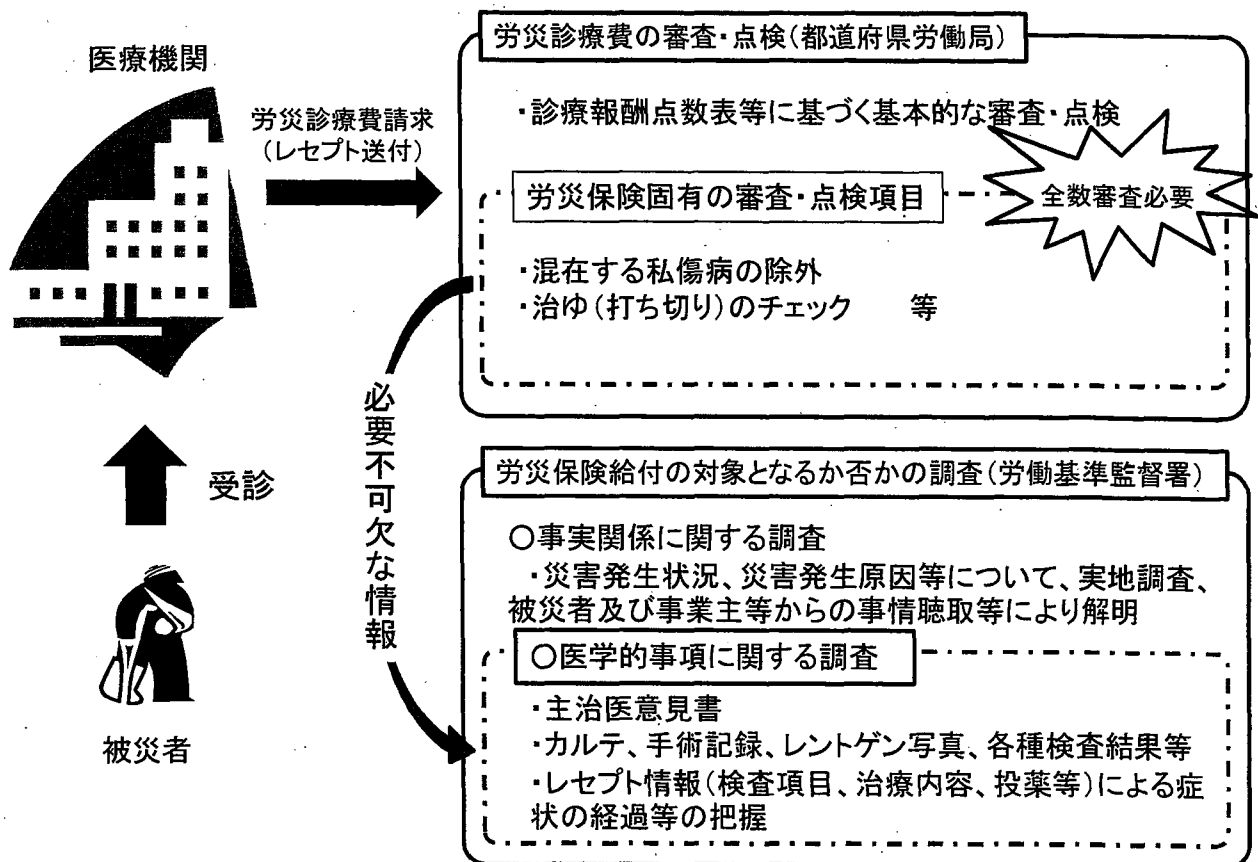 医療機関
労災診療費請求
(レセプト送付)
受診
被災者
労災診療費の審査・点検(都道府県労働局)
・診療報酬点数表等に基づく基本的な審査・点検
全数審査必要
労災保険固有の審査・点検項目
・混在する私傷病の除外
・治ゆ(打ち切り)のチェック　等
必要不可欠な情報
労災保険給付の対象となるか否かの調査(労働基準監督署)
○事実関係に関する調査
・災害発生状況、災害発生原因等について、実地調査、
被災者及び事業主等からの事情聴取等により解明
○医学的事項に関する調査
・主治医意見書
・カルテ、手術記録、レントゲン写真、各種検査結果等
・レセプト情報(検査項目、治療内容、投薬等)による症
状の経過等の把握